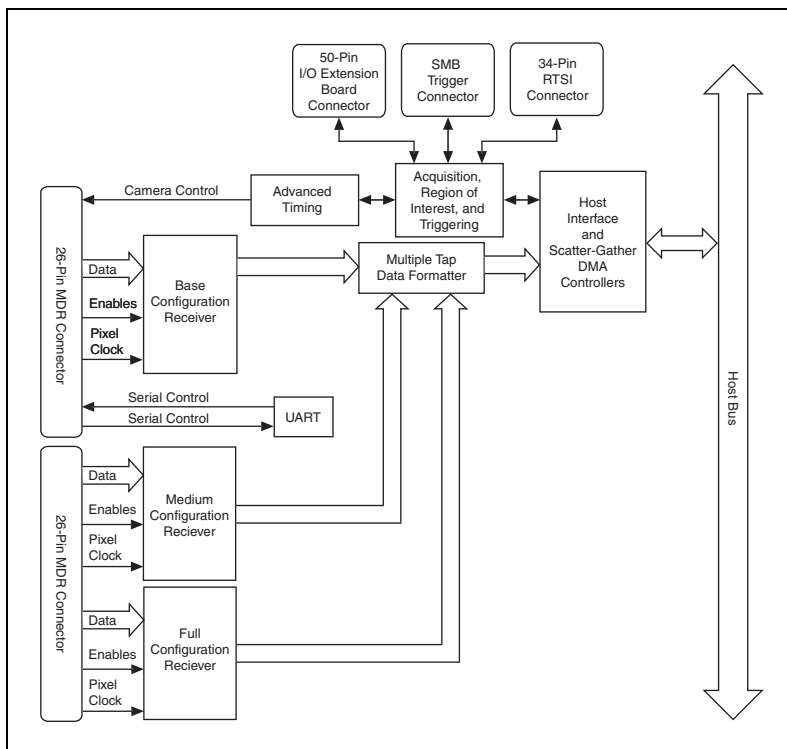 50-Pin
I/O Extension
Board
Connector
SMB
Trigger
Connector
34-Pin
RTSI
Connector
Camera Control
Advanced
Timing
Acquisition,
Region of
Interest, and
Triggering
Host
Interface
and
Scatter-Gather
DMA
Controllers
26-Pin MDR Connector
Data
Enables
Pixel
Clock
Base
Configuration
Receiver
Multiple Tap
Data Formatter
Serial Control
Serial Control
UART
Host Bus
26-Pin MDR Connector
Data
Enables
Pixel
Clock
Medium
Configuration
Reciever
Data
Enables
Pixel
Clock
Full
Configuration
Reciever